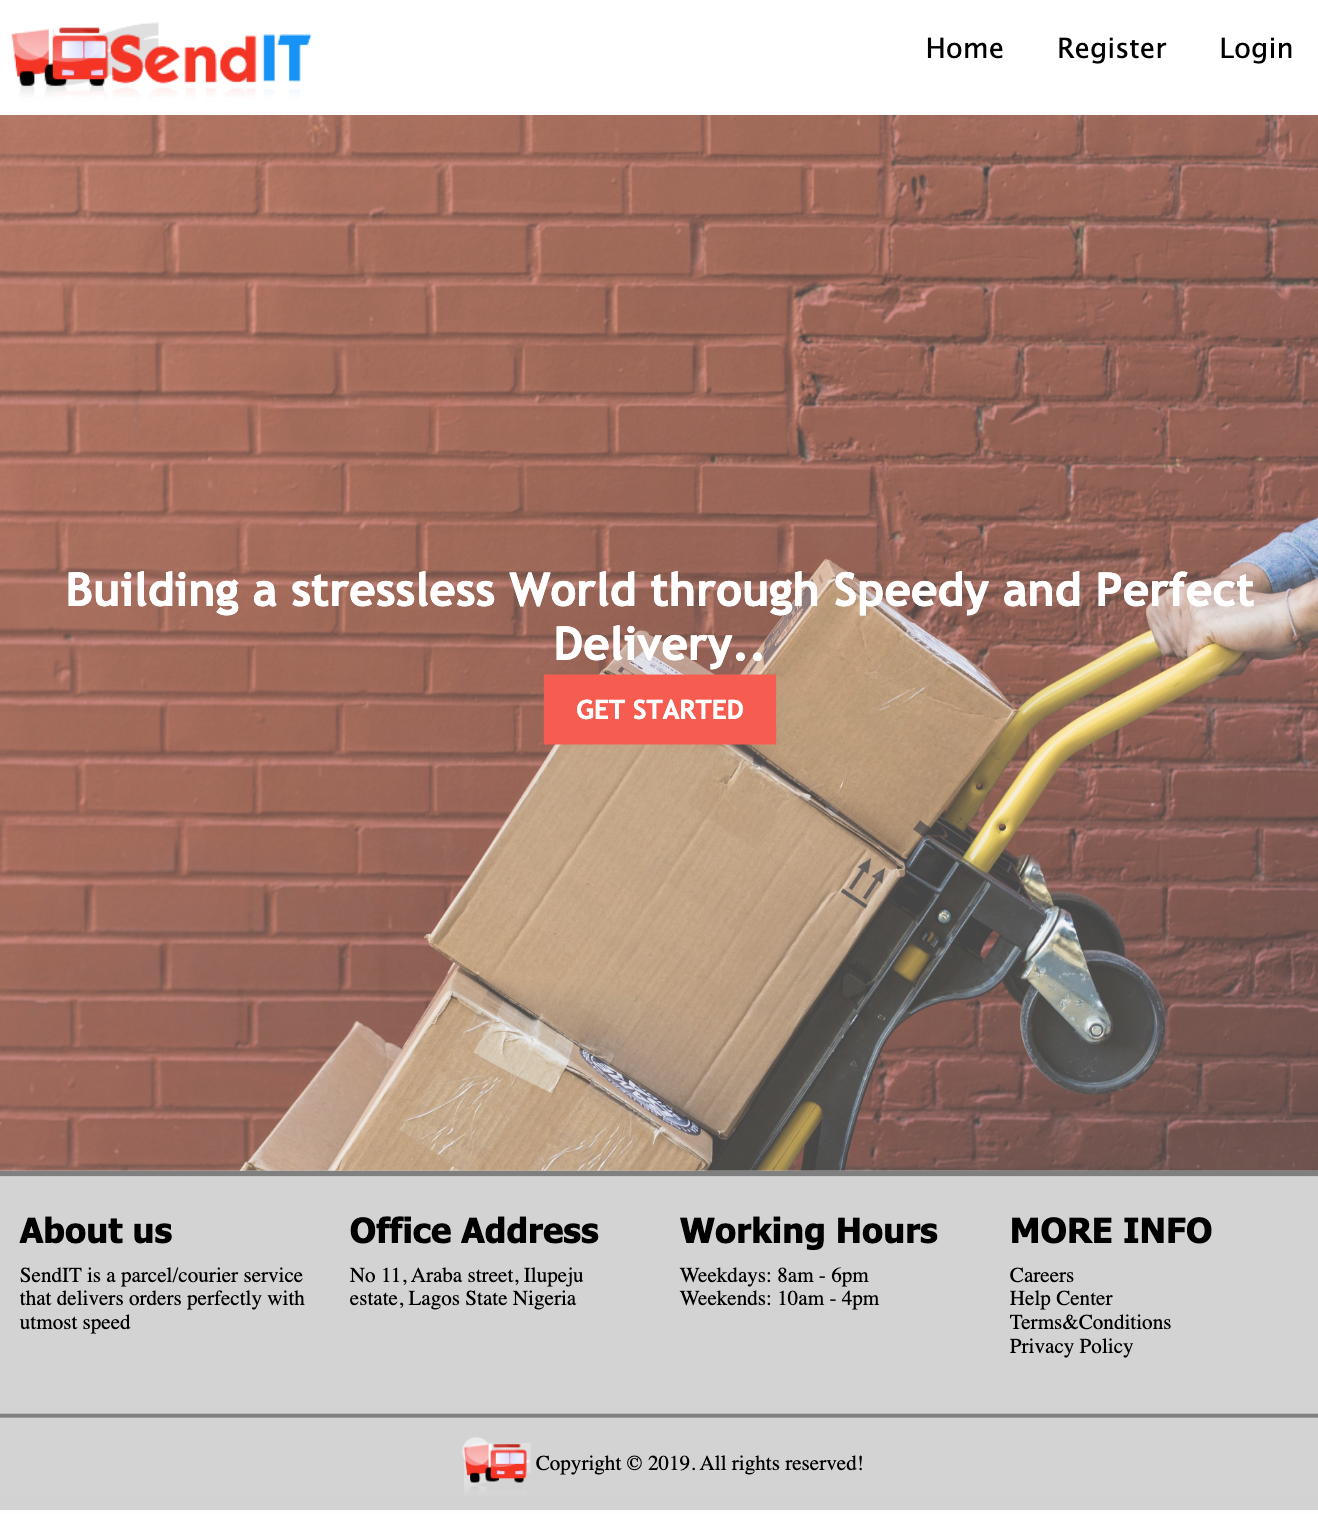 SendIT
Home Register Login
Building a stressless World through Speedy and Perfect
Delivery..
GET STARTED
About us
SendIT is a parcel/courier service
that delivers orders perfectly with
utmost speed
Office Address
No 11, Araba street, Ilupeju
estate, Lagos State Nigeria
Working Hours
Weekdays: 8am - 6pm
Weekends: 10am - 4pm
MORE INFO
Careers
Help Center
Terms&Conditions
Privacy Policy
Copyright © 2019. All rights reserved!